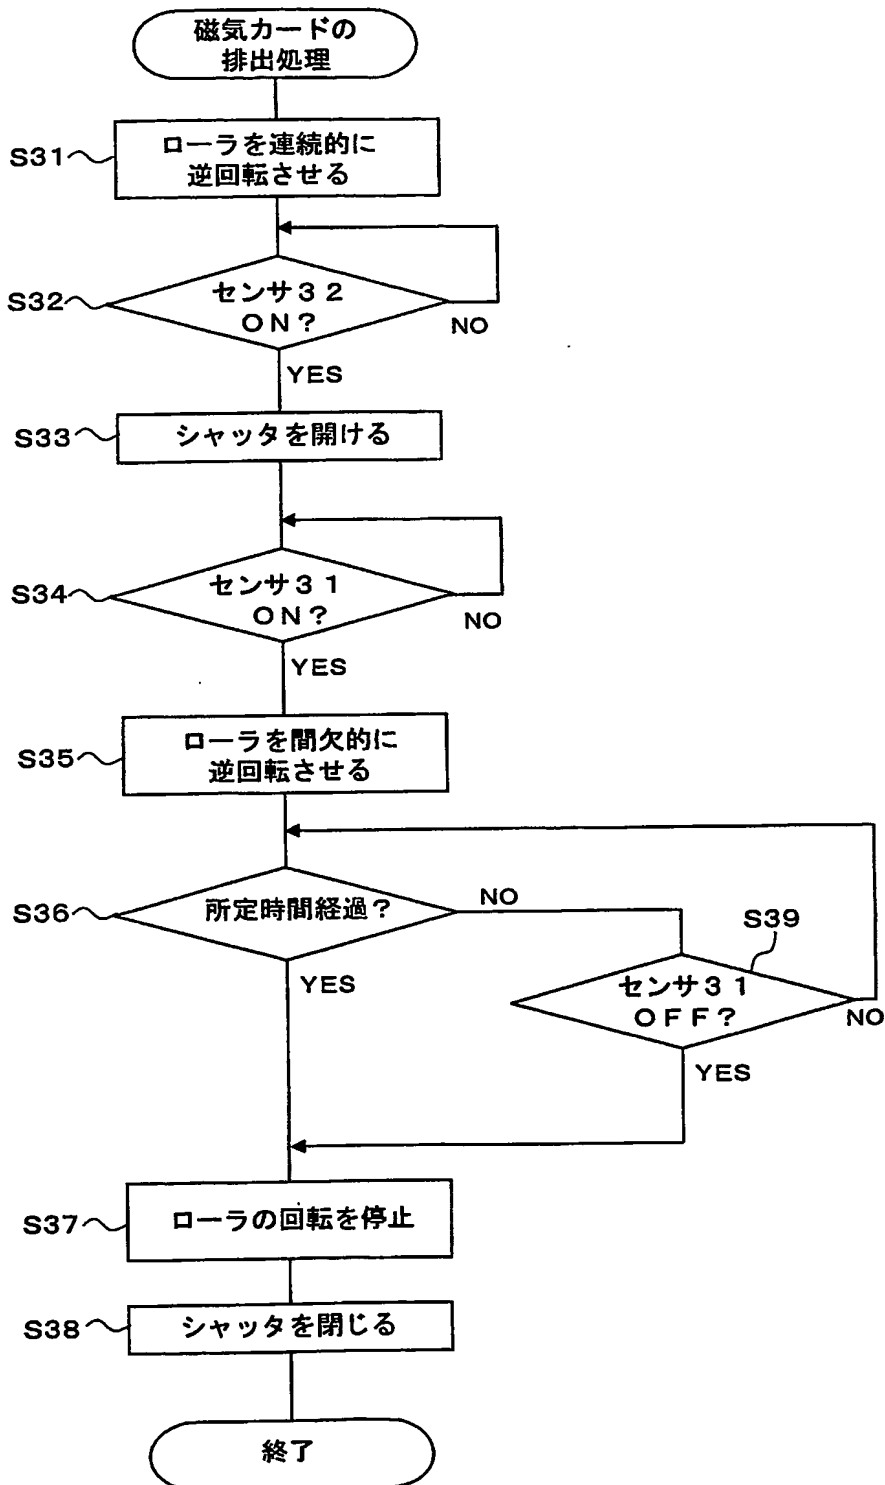 磁気カードの
排出処理
S31
ローラを連続的に
逆回転させる
S32
センサ３２
ＯＮ？
NO
YES
S33
シャッタを開ける
S34
センサ３１
ＯＮ？
NO
YES
S35
ローラを間欠的に
逆回転させる
S36
所定時間経過？
NO
YES
S39
センサ３１
ＯＦＦ？
NO
YES
S37
ローラの回転を停止
S38
シャッタを閉じる
終了